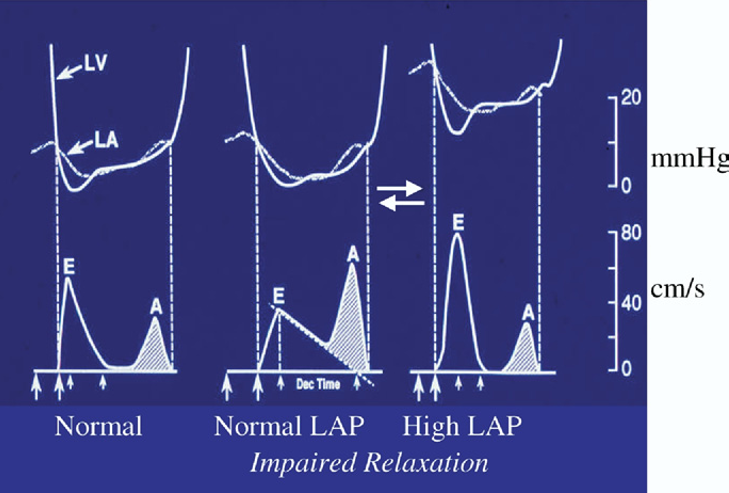 LV
LA
20
mmHg
0
E
A
E
A
Dec Time
E
A
80
cm/s
40
0
Normal
Normal LAP
High LAP
Impaired Relaxation